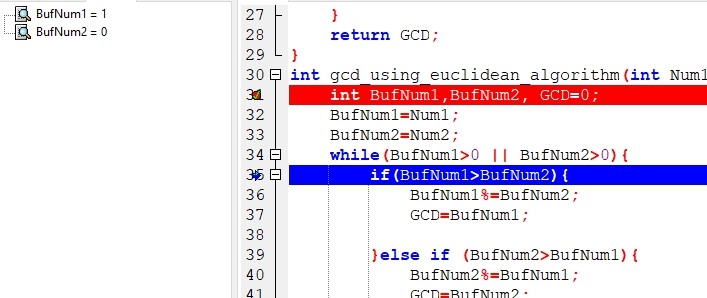 BufNum1 = 1
BufNum2 = 0
27 }
28 return GCD;
29 }
30 int gcd_using_euclidean_algorithm(int Num1
31 int BufNum1,BufNum2, GCD=0;
32 BufNum1=Num1;
33 BufNum2=Num2;
34 while(BufNum1>0 || BufNum2>0){
35 if(BufNum1>BufNum2){
36 BufNum1%=BufNum2;
37 GCD=BufNum1;
38
39 }else if (BufNum2>BufNum1){
40 BufNum2%=BufNum1;
41 GCD=BufNum2;